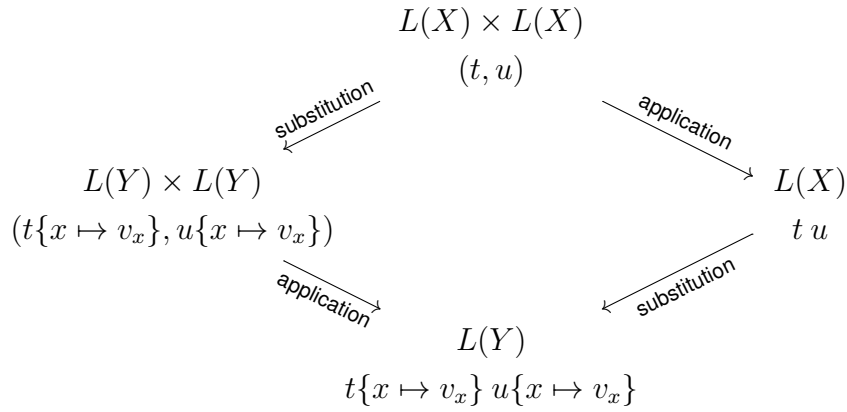 L(X) × L(X)
(t, u)
substitution
application
L(Y) × L(Y)
L(X)
(t{x ↦ v_x}, u{x ↦ v_x})
t u
application
substitution
L(Y)
t{x ↦ v_x} u{x ↦ v_x}